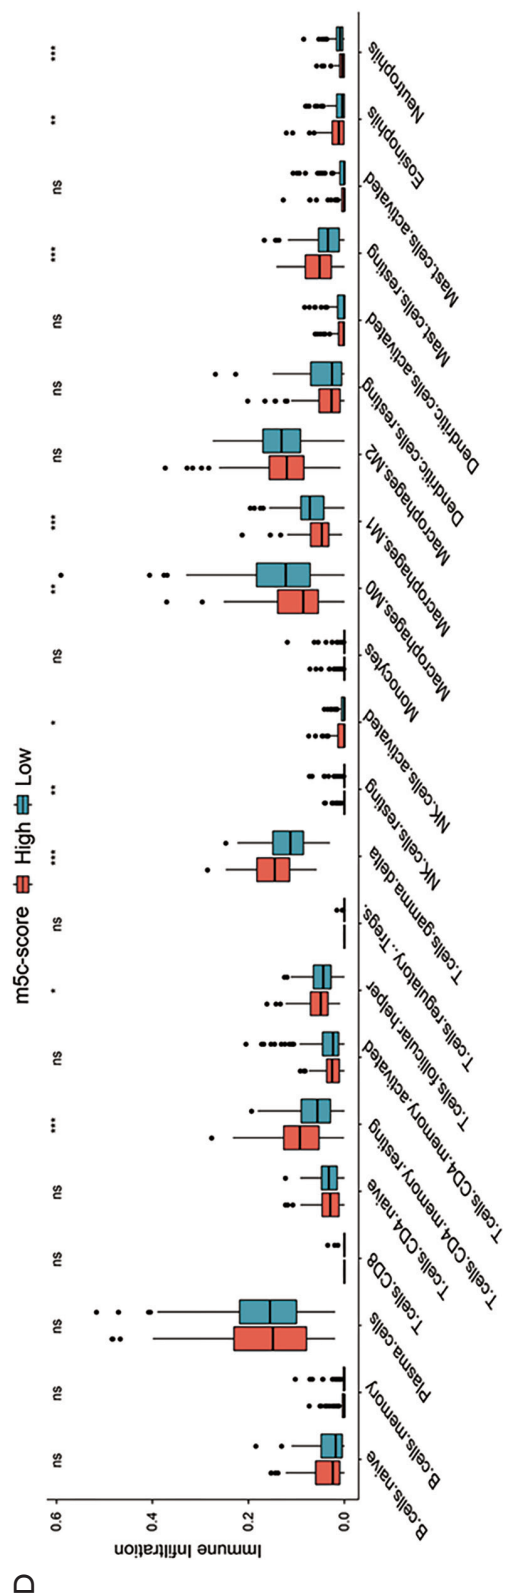 D
m5c-score High Low
ns ns ns ns ns *** ns * ns *** ** * ns ** *** ns ns ns *** ns ** ***
Immune Infiltration
0.6
0.4
0.2
0.0
B.cells.naive
B.cells.memory
Plasma.cells
T.cells.CD8
T.cells.CD4.naive
T.cells.CD4.memory.resting
T.cells.CD4.memory.activated
T.cells.follicular.helper
T.cells.regulatory..Tregs.
T.cells.gamma.delta
NK.cells.resting
NK.cells.activated
Monocytes
Macrophages.M0
Macrophages.M1
Macrophages.M2
Dendritic.cells.resting
Dendritic.cells.activated
Mast.cells.resting
Mast.cells.activated
Eosinophils
Neutrophils